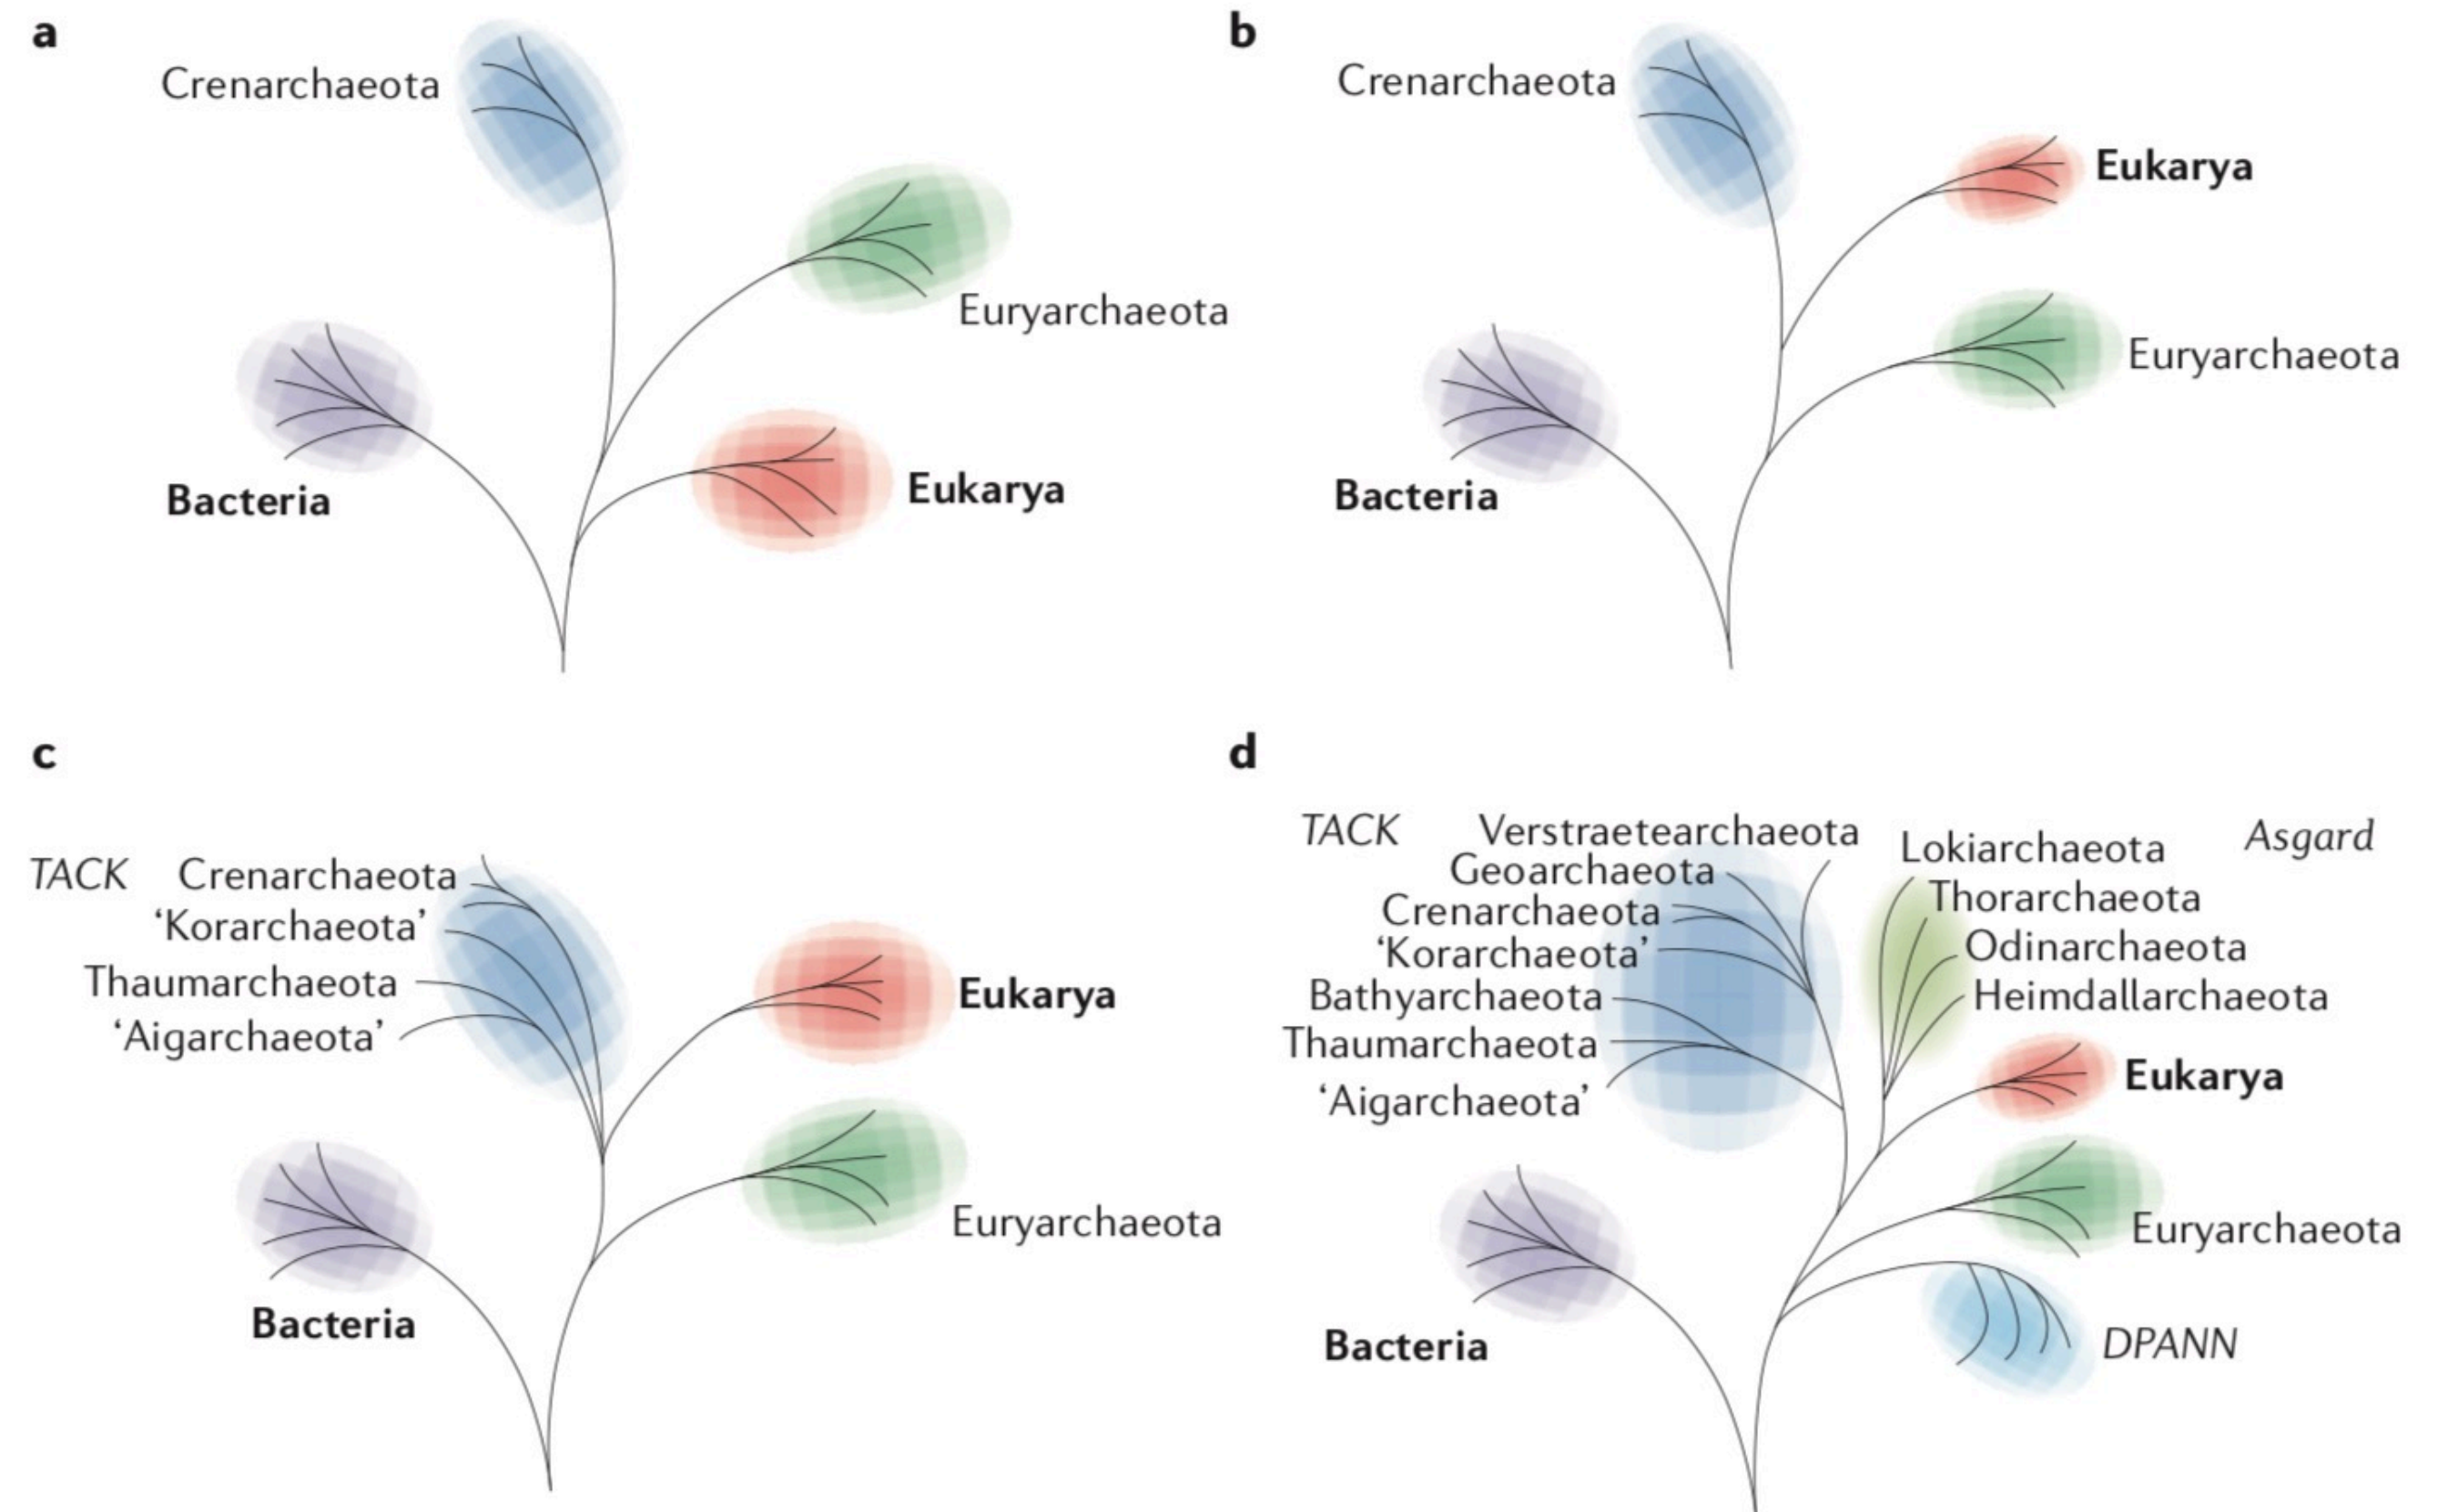 a
Crenarchaeota
Euryarchaeota
Eukarya
Bacteria
b
Crenarchaeota
Eukarya
Euryarchaeota
Bacteria
c
TACK Crenarchaeota
‘Korarchaeota’
Thaumarchaeota
‘Aigarchaeota’
Eukarya
Euryarchaeota
Bacteria
d
TACK Verstraetearchaeota
Geoarchaeota
Crenarchaeota
‘Korarchaeota’
Bathyarchaeota
Thaumarchaeota
‘Aigarchaeota’
Lokiarchaeota Asgard
Thorarchaeota
Odinarchaeota
Heimdallarchaeota
Eukarya
Euryarchaeota
DPANN
Bacteria